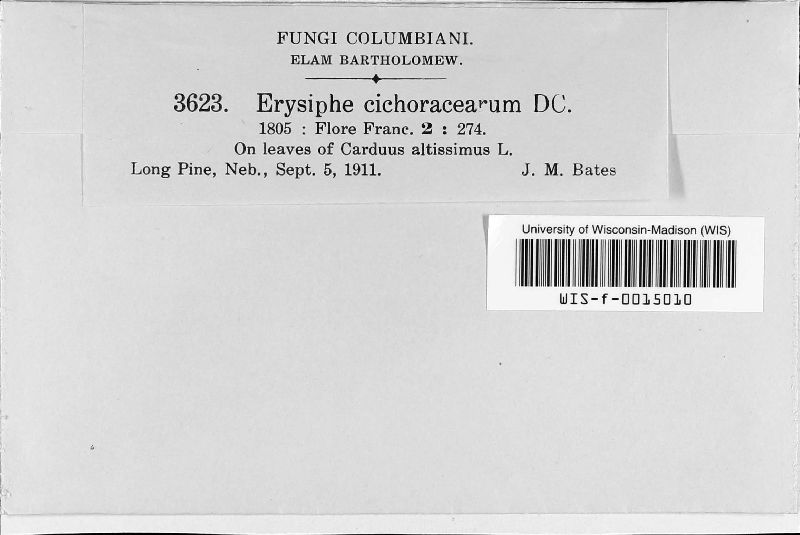 FUNGI COLUMBIANI.
ELAM BARTHOLOMEW.
3623. Erysiphe cichoracearum DC.
1805 : Flore Franc. 2 : 274.
On leaves of Carduus altissimus L.
Long Pine, Neb., Sept. 5, 1911. J. M. Bates
University of Wisconsin-Madison (WIS)
WIS-f-0015010